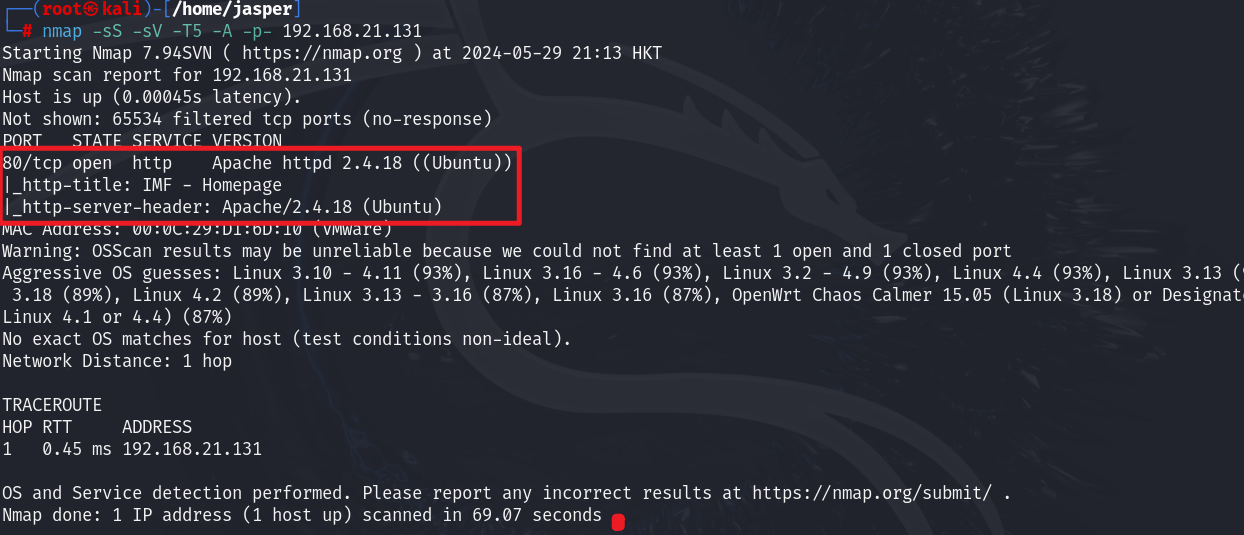 ┌──(root㉿kali)-[/home/jasper]
└─# nmap -sS -sV -T5 -A -p- 192.168.21.131
Starting Nmap 7.94SVN ( https://nmap.org ) at 2024-05-29 21:13 HKT
Nmap scan report for 192.168.21.131
Host is up (0.00045s latency).
Not shown: 65534 filtered tcp ports (no-response)
PORT   STATE SERVICE VERSION
80/tcp open  http    Apache httpd 2.4.18 ((Ubuntu))
|_http-title: IMF - Homepage
|_http-server-header: Apache/2.4.18 (Ubuntu)
MAC Address: 00:0C:29:D1:6D:10 (VMware)
Warning: OSScan results may be unreliable because we could not find at least 1 open and 1 closed port
Aggressive OS guesses: Linux 3.10 - 4.11 (93%), Linux 3.16 - 4.6 (93%), Linux 3.2 - 4.9 (93%), Linux 4.4 (93%), Linux 3.13 (
3.18 (89%), Linux 4.2 (89%), Linux 3.13 - 3.16 (87%), Linux 3.16 (87%), OpenWrt Chaos Calmer 15.05 (Linux 3.18) or Designat
Linux 4.1 or 4.4) (87%)
No exact OS matches for host (test conditions non-ideal).
Network Distance: 1 hop
TRACEROUTE
HOP RTT     ADDRESS
1   0.45 ms 192.168.21.131
OS and Service detection performed. Please report any incorrect results at https://nmap.org/submit/ .
Nmap done: 1 IP address (1 host up) scanned in 69.07 seconds